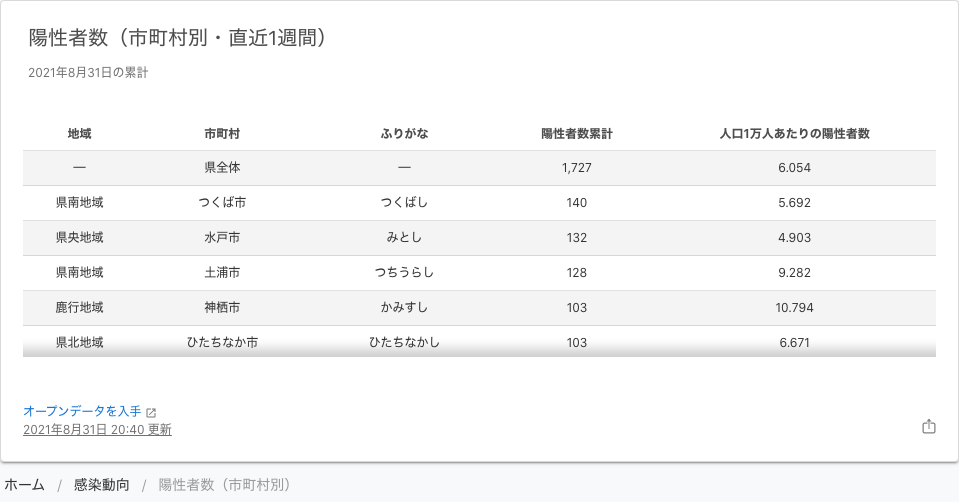 陽性者数（市町村別・直近1週間）
2021年8月31日の累計
地域 市町村 ふりがな 陽性者数累計 人口1万人あたりの陽性者数
— 県全体 — 1,727 6.054
県南地域 つくば市 つくばし 140 5.692
県央地域 水戸市 みとし 132 4.903
県南地域 土浦市 つちうらし 128 9.282
鹿行地域 神栖市 かみすし 103 10.794
県北地域 ひたちなか市 ひたちなかし 103 6.671
オープンデータを入手
2021年8月31日 20:40 更新
ホーム / 感染動向 / 陽性者数（市町村別）